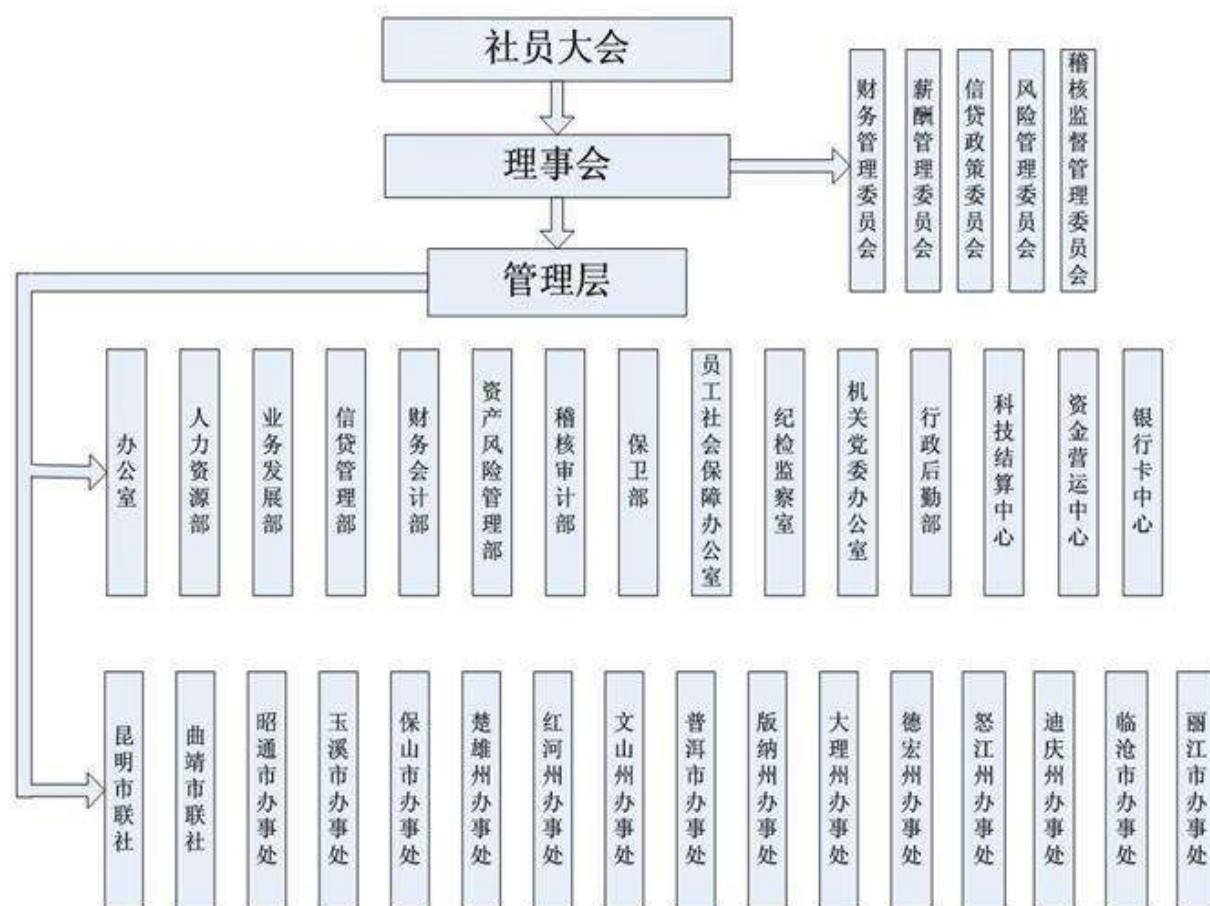 社员大会
理事会
管理层
财务管理委员会
薪酬管理委员会
信贷政策委员会
风险管理委员会
稽核监督管理委员会
办公室
人力资源部
业务发展部
信贷管理部
财务会计部
资产风险管理部
稽核审计部
保卫部
员工社会保障办公室
纪检监察室
机关党委办公室
行政后勤部
科技结算中心
资金营运中心
银行卡中心
昆明市联社
曲靖市联社
昭通市办事处
玉溪市办事处
保山市办事处
楚雄州办事处
红河州办事处
文山州办事处
普洱市办事处
版纳州办事处
大理州办事处
德宏州办事处
怒江州办事处
迪庆州办事处
临沧市办事处
丽江市办事处